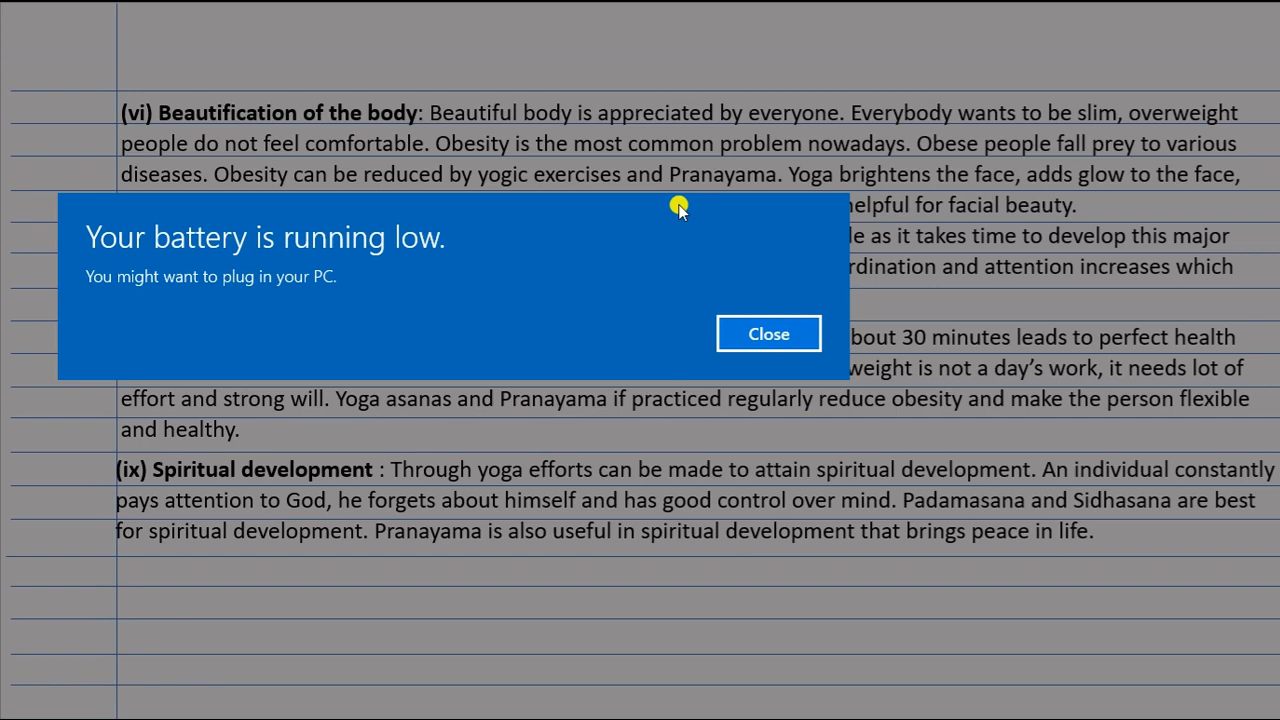 (vi) Beautification of the body: Beautiful body is appreciated by everyone. Everybody wants to be slim, overweight
people do not feel comfortable. Obesity is the most common problem nowadays. Obese people fall prey to various
diseases. Obesity can be reduced by yogic exercises and Pranayama. Yoga brightens the face, adds glow to the face,
helpful for facial beauty.
Your battery is running low.
as it takes time to develop this major
and attention increases which
You might want to plug in your PC.
Close
30 minutes leads to perfect health
is not a day’s work, it needs lot of
effort and strong will. Yoga asanas and Pranayama if practiced regularly reduce obesity and make the person flexible
and healthy.
(ix) Spiritual development : Through yoga efforts can be made to attain spiritual development. An individual constantly
pays attention to God, he forgets about himself and has good control over mind. Padamasana and Sidhasana are best
for spiritual development. Pranayama is also useful in spiritual development that brings peace in life.